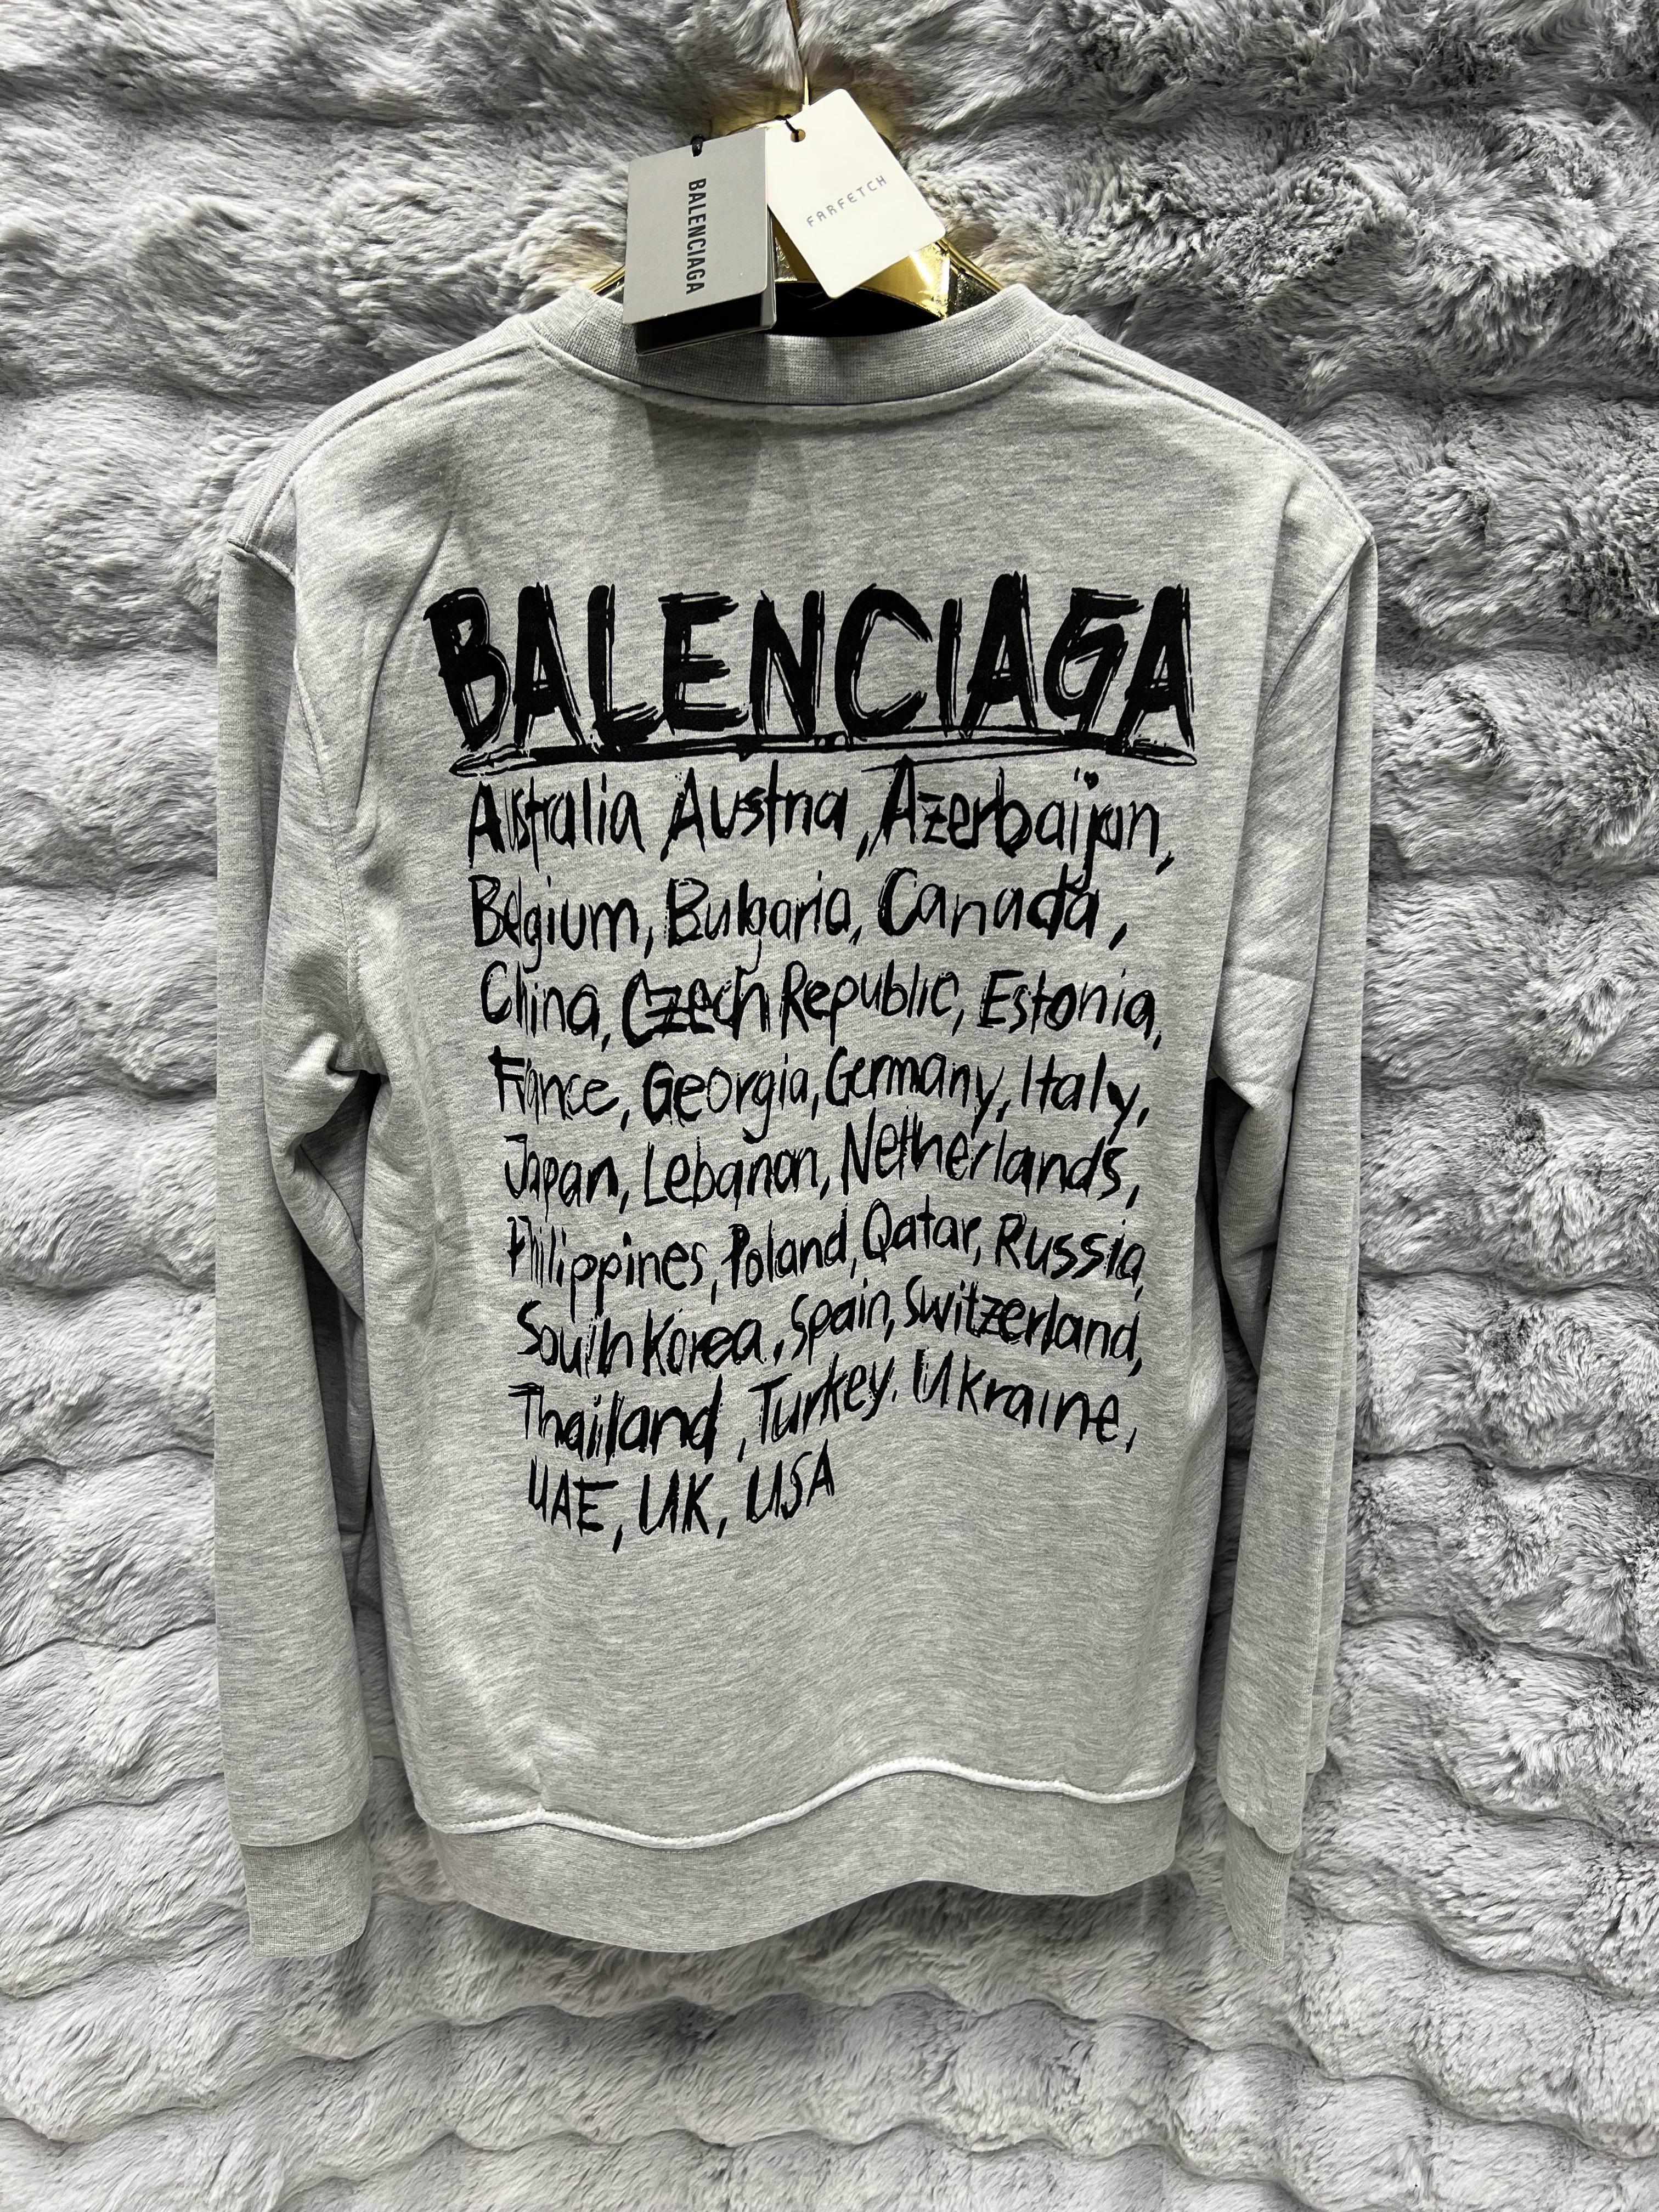 BALENCIAGA
FARFETCH
BALENCIAGA
Australia Austria, Azerbaijan,
Belgium, Bulgaria, Canada,
China, Czech Republic, Estonia,
France, Georgia, Germany, Italy,
Japan, Lebanon, Netherlands,
Philippines, Poland, Qatar, Russia,
South Korea, Spain, Switzerland,
Thailand, Turkey. Ukraine,
UAE, UK, USA